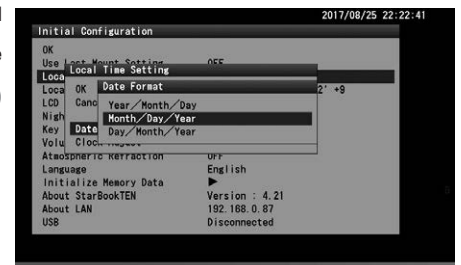 2017/08/25 22:22:41
Initial Configuration
OK
Use Last Mount Setting OFF
Loca
Local Time Setting
Loca OK Date Format 2' +9
LCD Canc Year/Month/Day
Nigh Month/Day/Year
Key Date Day/Month/Year
Volu Clock Adjust
Atmospheric Refraction OFF
Language English
Initialize Memory Data ▶
About StarBookTEN Version : 4.21
About LAN 192.168.0.87
USB Disconnected